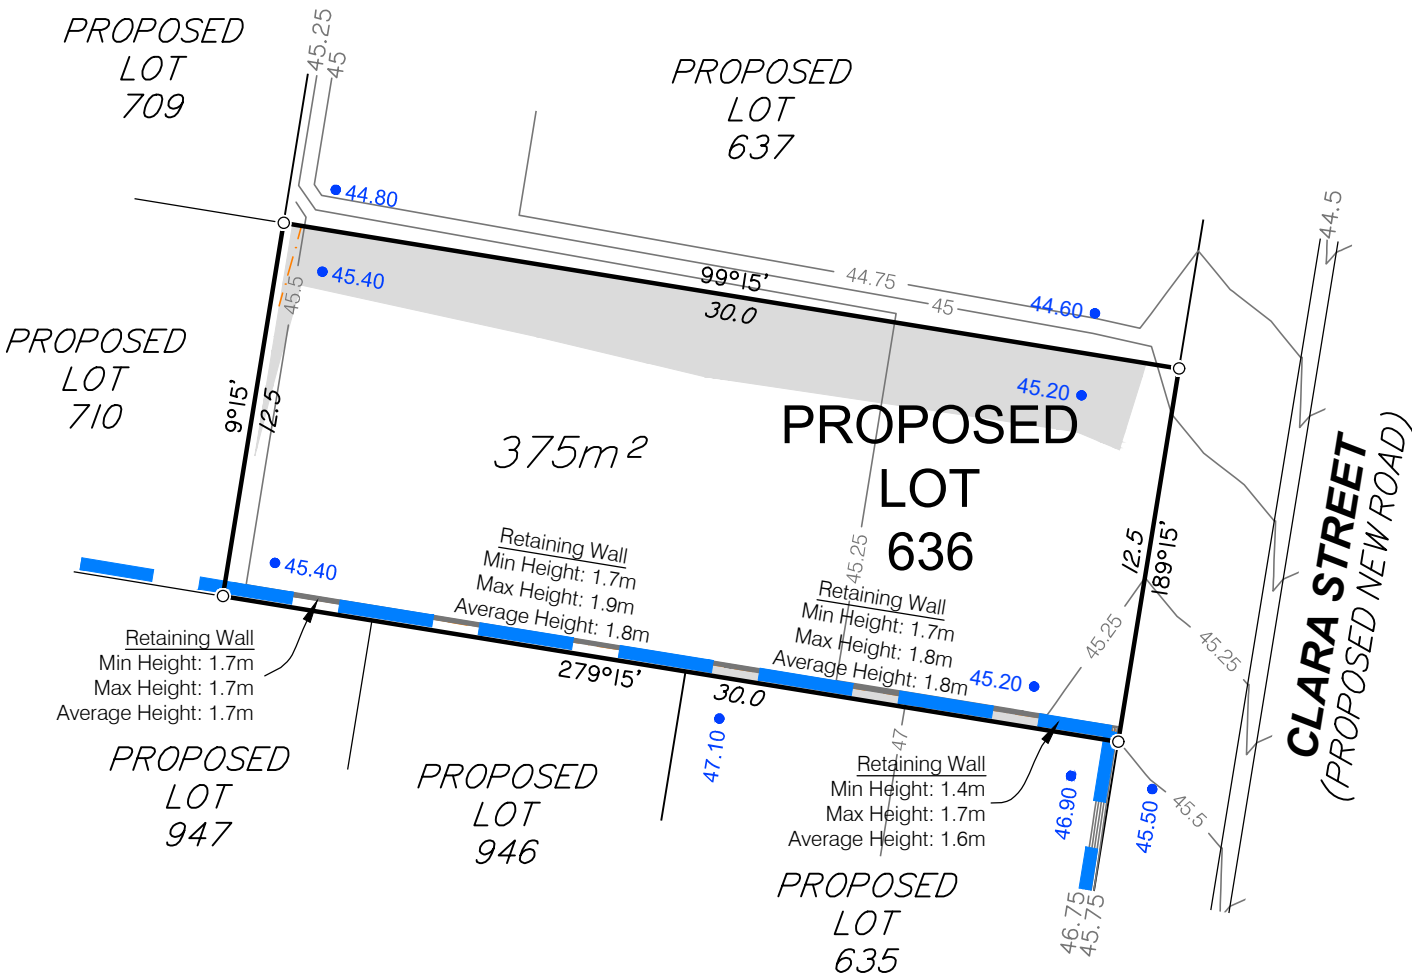 PROPOSED
LOT
709
45.25
45
PROPOSED
LOT
637
44.80
44.5
45.40
45.5
99°15'
30.0
44.75
45
44.60
45.20
PROPOSED
LOT
710
9°15'
12.5
375m²
PROPOSED
LOT
636
45.25
12.5
189°15'
CLARA STREET
(PROPOSED NEW ROAD)
45.40
Retaining Wall
Min Height: 1.7m
Max Height: 1.9m
Average Height: 1.8m
Retaining Wall
Min Height: 1.7m
Max Height: 1.8m
Average Height: 1.8m
45.20
45.25
45.25
Retaining Wall
Min Height: 1.7m
Max Height: 1.7m
Average Height: 1.7m
279°15'
30.0
47.10
47
Retaining Wall
Min Height: 1.4m
Max Height: 1.7m
Average Height: 1.6m
46.90
45.50
45.5
PROPOSED
LOT
947
PROPOSED
LOT
946
PROPOSED
LOT
635
46.75
45.75